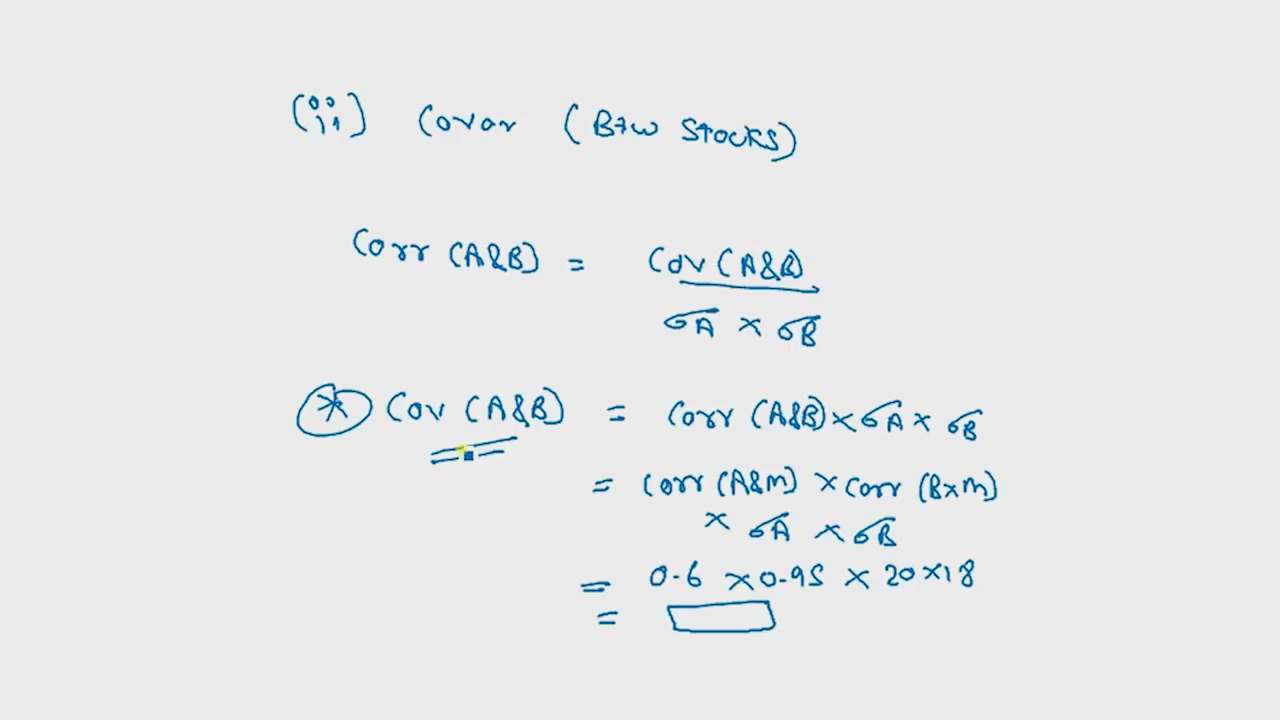 (iii) Covar (B/w STOCKS)
Corr (A&B) = Cov (A&B)
σA × σB
* Cov (A&B) = Corr (A&B) × σA × σB
= Corr (A&M) × Corr (B×M)
× σA × σB
= 0.6 × 0.95 × 20 × 18
=